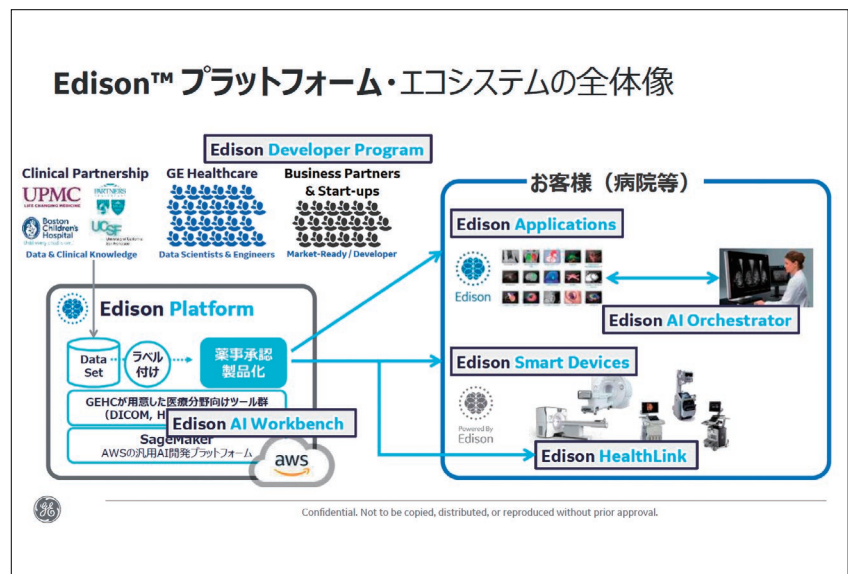 Edison™ プラットフォーム・エコシステムの全体像
Edison Developer Program
Clinical Partnership
UPMC
LIFE CHANGING MEDICINE
PARTNERS
Boston
Children's
Hospital
UCSF
Data & Clinical Knowledge
GE Healthcare
Data Scientists & Engineers
Business Partners
& Start-ups
Market-Ready / Developer
Edison Platform
Data
Set
ラベル
付け
薬事承認
製品化
GEHCが用意した医療分野向けツール群
(DICOM, H
Edison AI Workbench
SageMaker
AWSの汎用AI開発プラットフォーム
aws
お客様（病院等）
Edison Applications
Edison
Edison AI Orchestrator
Edison Smart Devices
Powered By
Edison
Edison HealthLink
Confidential. Not to be copied, distributed, or reproduced without prior approval.